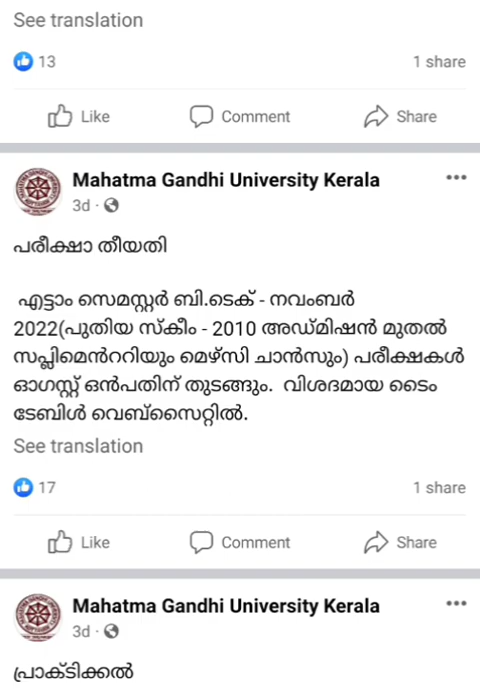 See translation
13
1 share
Like
Comment
Share
Mahatma Gandhi University Kerala
3d
പരീക്ഷാ തീയതി
എട്ടാം സെമസ്റ്റർ ബി.ടെക് - നവംബർ
2022(പുതിയ സ്കീം - 2010 അഡ്മിഷൻ മുതൽ
സപ്ലിമെൻററിയും മെഴ്സി ചാൻസും) പരീക്ഷകൾ
ഓഗസ്റ്റ് ഒൻപതിന് തുടങ്ങും. വിശദമായ ടൈം
ടേബിൾ വെബ്സൈറ്റിൽ.
See translation
17
1 share
Like
Comment
Share
Mahatma Gandhi University Kerala
3d
പ്രാക്ടിക്കൽ